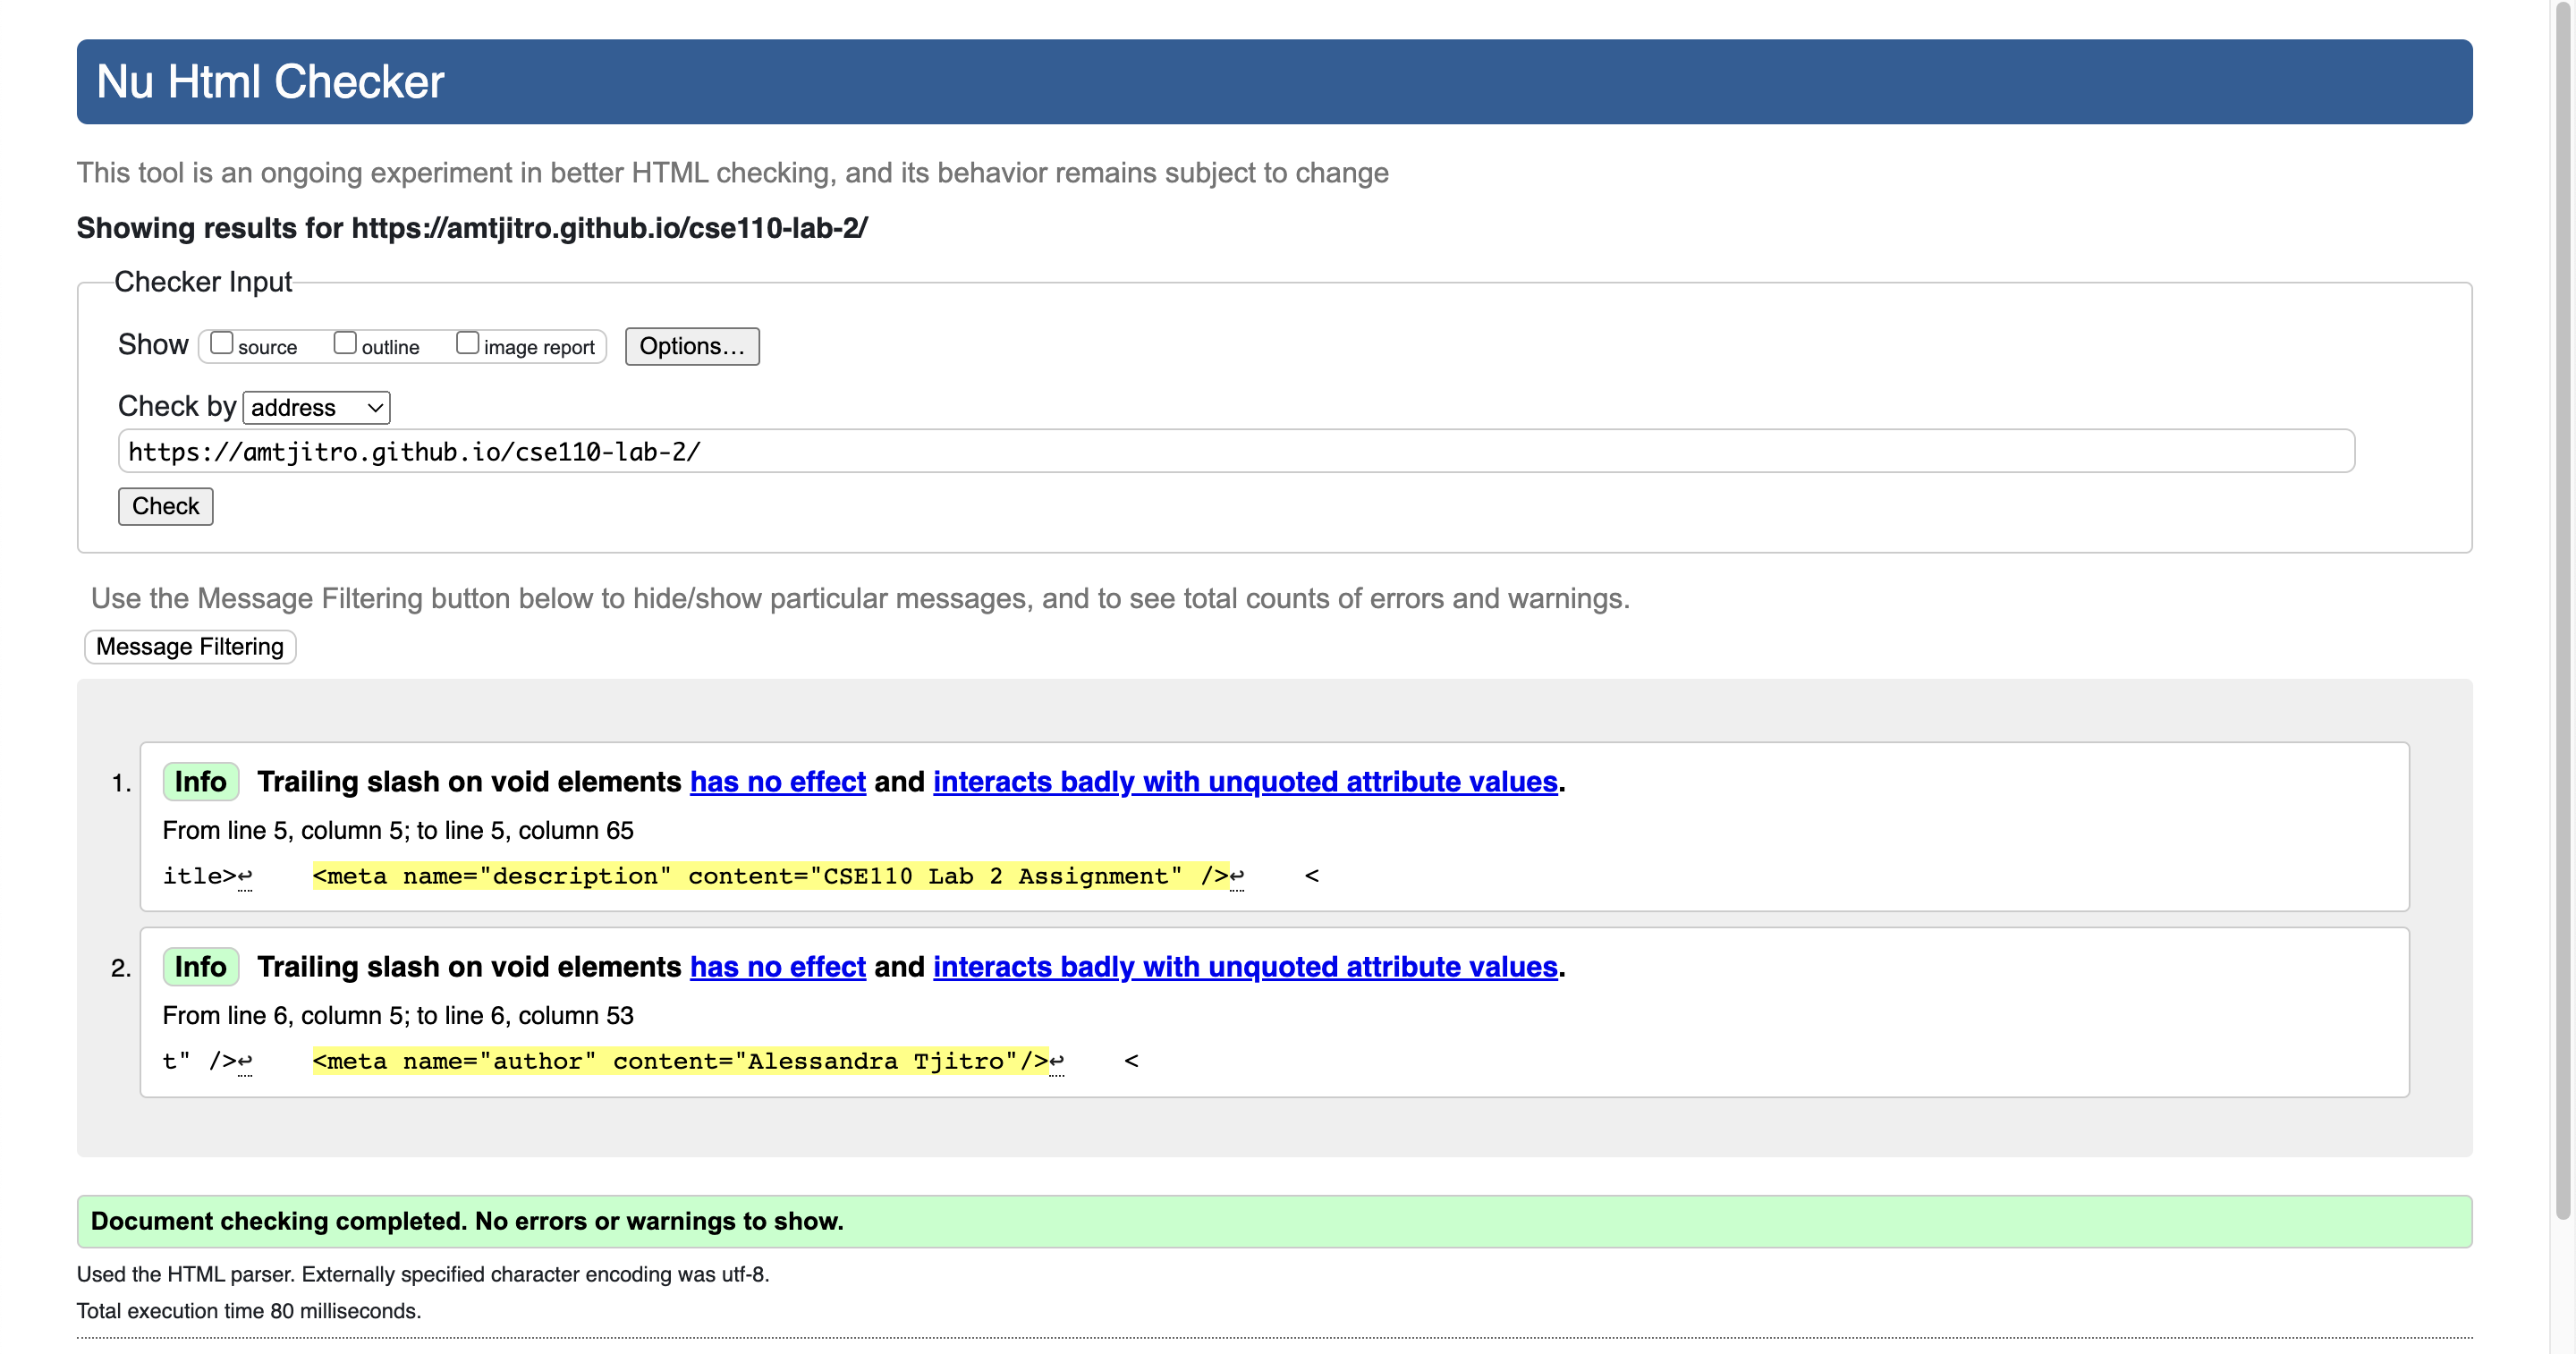 Nu Html Checker
This tool is an ongoing experiment in better HTML checking, and its behavior remains subject to change
Showing results for https://amtjitro.github.io/cse110-lab-2/
Checker Input
Show source outline image report Options...
Check by address
https://amtjitro.github.io/cse110-lab-2/
Check
Use the Message Filtering button below to hide/show particular messages, and to see total counts of errors and warnings.
Message Filtering
1. Info Trailing slash on void elements has no effect and interacts badly with unquoted attribute values.
From line 5, column 5; to line 5, column 65
itle>↩ <meta name="description" content="CSE110 Lab 2 Assignment" />↩ <
2. Info Trailing slash on void elements has no effect and interacts badly with unquoted attribute values.
From line 6, column 5; to line 6, column 53
t" />↩ <meta name="author" content="Alessandra Tjitro"/>↩ <
Document checking completed. No errors or warnings to show.
Used the HTML parser. Externally specified character encoding was utf-8.
Total execution time 80 milliseconds.